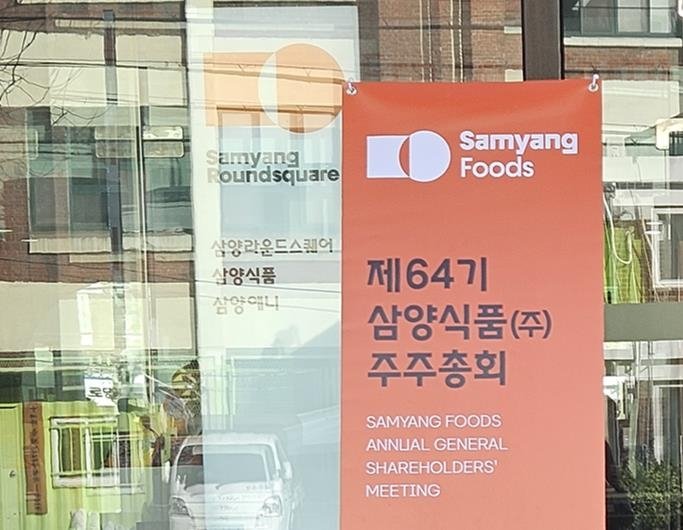 Samyang
Roundsquare
삼양라운드스퀘어
삼양식품
삼양애니
Samyang
Foods
제64기
삼양식품(주)
주주총회
SAMYANG FOODS
ANNUAL GENERAL
SHAREHOLDERS'
MEETING